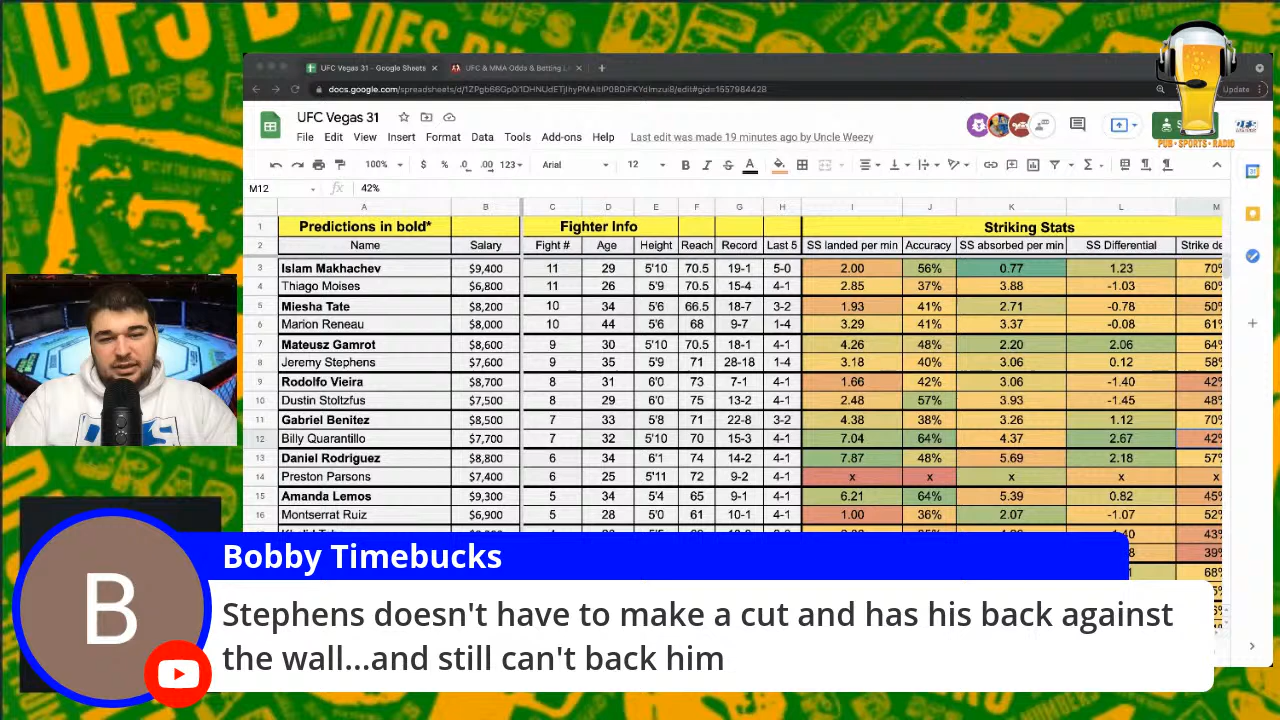 UFC Vegas 31 - Google Sheets
UFC & MMA Odds & Betting L
Update
UFC Vegas 31
File Edit View Insert Format Data Tools Add-ons Help Last edit was made 19 minutes ago by Uncle Weezy
PUB • SPORTS • RADIO
100% $ % .0 .00 123 Arial 12
M12 fx 42%
A B C D E F G H I J K L M
1 Predictions in bold* Fighter Info Striking Stats
2 Name Salary Fight # Age Height Reach Record Last 5 SS landed per min Accuracy SS absorbed per min SS Differential Strike de
3 Islam Makhachev $9,400 11 29 5'10 70.5 19-1 5-0 2.00 56% 0.77 1.23 70%
4 Thiago Moises $6,800 11 26 5'9 70.5 15-4 4-1 2.85 37% 3.88 -1.03 60%
5 Miesha Tate $8,200 10 34 5'6 66.5 18-7 3-2 1.93 41% 2.71 -0.78 50%
6 Marion Reneau $8,000 10 44 5'6 68 9-7 1-4 3.29 41% 3.37 -0.08 61%
7 Mateusz Gamrot $8,600 9 30 5'10 70.5 18-1 4-1 4.26 48% 2.20 2.06 64%
8 Jeremy Stephens $7,600 9 35 5'9 71 28-18 1-4 3.18 40% 3.06 0.12 58%
9 Rodolfo Vieira $8,700 8 31 6'0 73 7-1 4-1 1.66 42% 3.06 -1.40 42%
10 Dustin Stoltzfus $7,500 8 29 6'0 75 13-2 4-1 2.48 57% 3.93 -1.45 48%
11 Gabriel Benitez $8,500 7 33 5'8 71 22-8 3-2 4.38 38% 3.26 1.12 70%
12 Billy Quarantillo $7,700 7 32 5'10 70 15-3 4-1 7.04 64% 4.37 2.67 42%
13 Daniel Rodriguez $8,800 6 34 6'1 74 14-2 4-1 7.87 48% 5.69 2.18 57%
14 Preston Parsons $7,400 6 25 5'11 72 9-2 4-1 x x x x x
15 Amanda Lemos $9,300 5 34 5'4 65 9-1 4-1 6.21 64% 5.39 0.82 45%
16 Montserrat Ruiz $6,900 5 28 5'0 61 10-1 4-1 1.00 36% 2.07 -1.07 52%
43%
39%
68%
B
Bobby Timebucks
Stephens doesn't have to make a cut and has his back against
the wall...and still can't back him